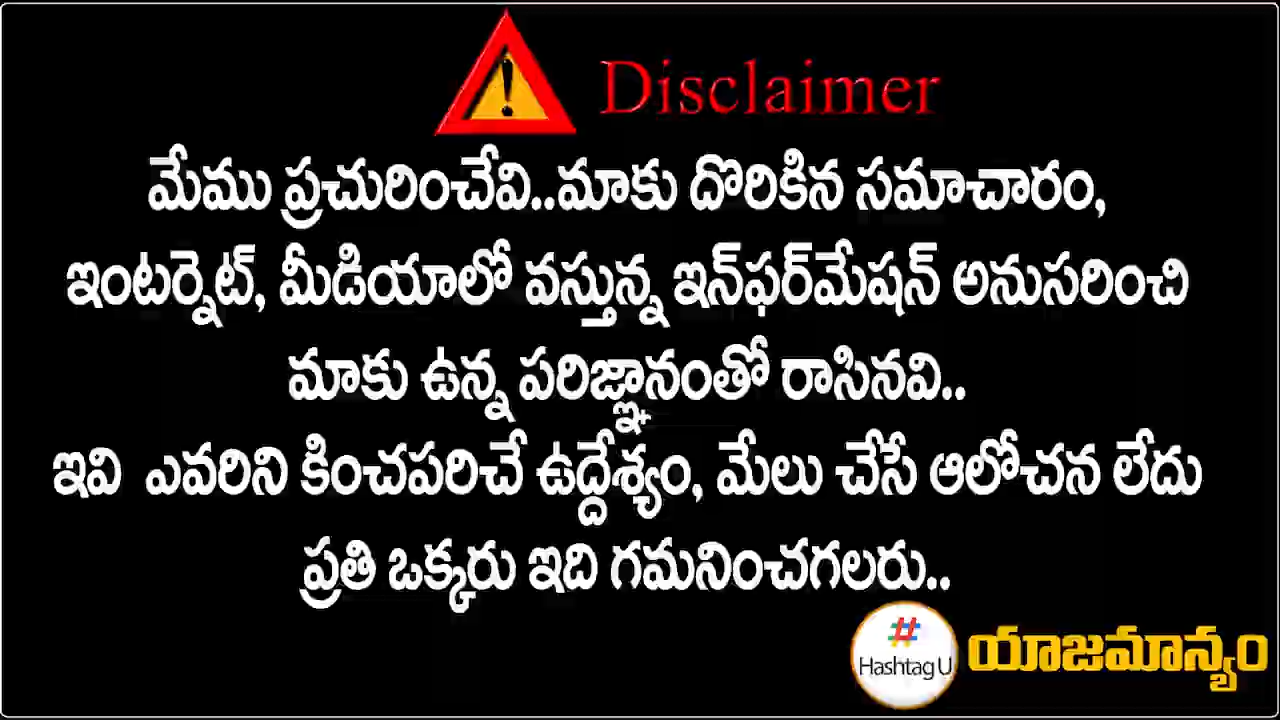 Disclaimer
మేము ప్రచురించేవి..మాకు దొరికిన సమాచారం,
ఇంటర్నెట్, మీడియాలో వస్తున్న ఇన్‌ఫర్‌మేషన్ అనుసరించి
మాకు ఉన్న పరిజ్ఞానంతో రాసినవి..
ఇవి ఎవరిని కించపరిచే ఉద్దేశ్యం, మేలు చేసే ఆలోచన లేదు
ప్రతి ఒక్కరు ఇది గమనించగలరు..
# HashtagU యాజమాన్యం